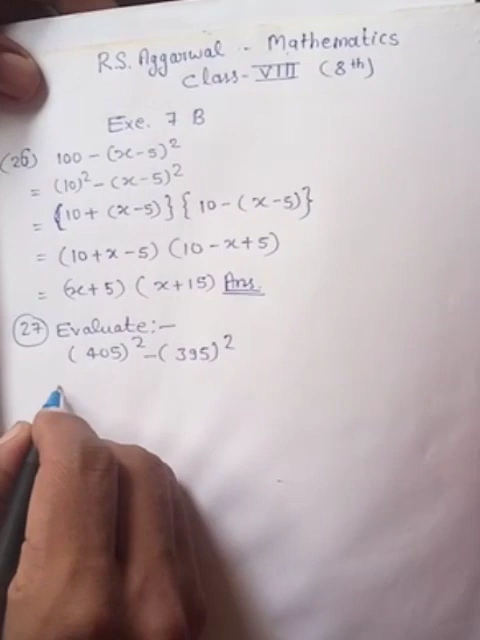 R.S. Aggarwal - Mathematics
Class - VIII (8th)
Exe. 7 B
(26) 100 - (x-5)²
= (10)² - (x-5)²
= {10 + (x-5)} {10 - (x-5)}
= (10+x-5) (10-x+5)
= (x+5) (x+15) Ans.
(27) Evaluate:-
(405)² - (395)²